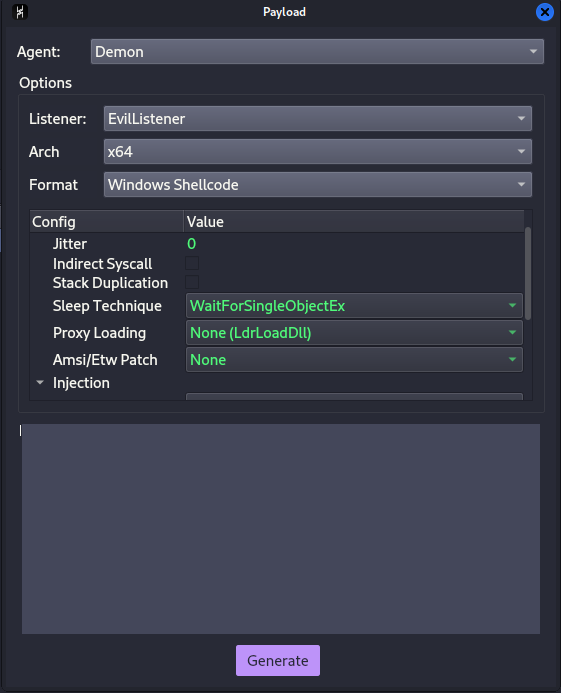 Payload
Agent: Demon
Options
Listener: EvilListener
Arch x64
Format Windows Shellcode
Config Value
Jitter 0
Indirect Syscall
Stack Duplication
Sleep Technique WaitForSingleObjectEx
Proxy Loading None (LdrLoadDll)
Amsi/Etw Patch None
Injection
Generate